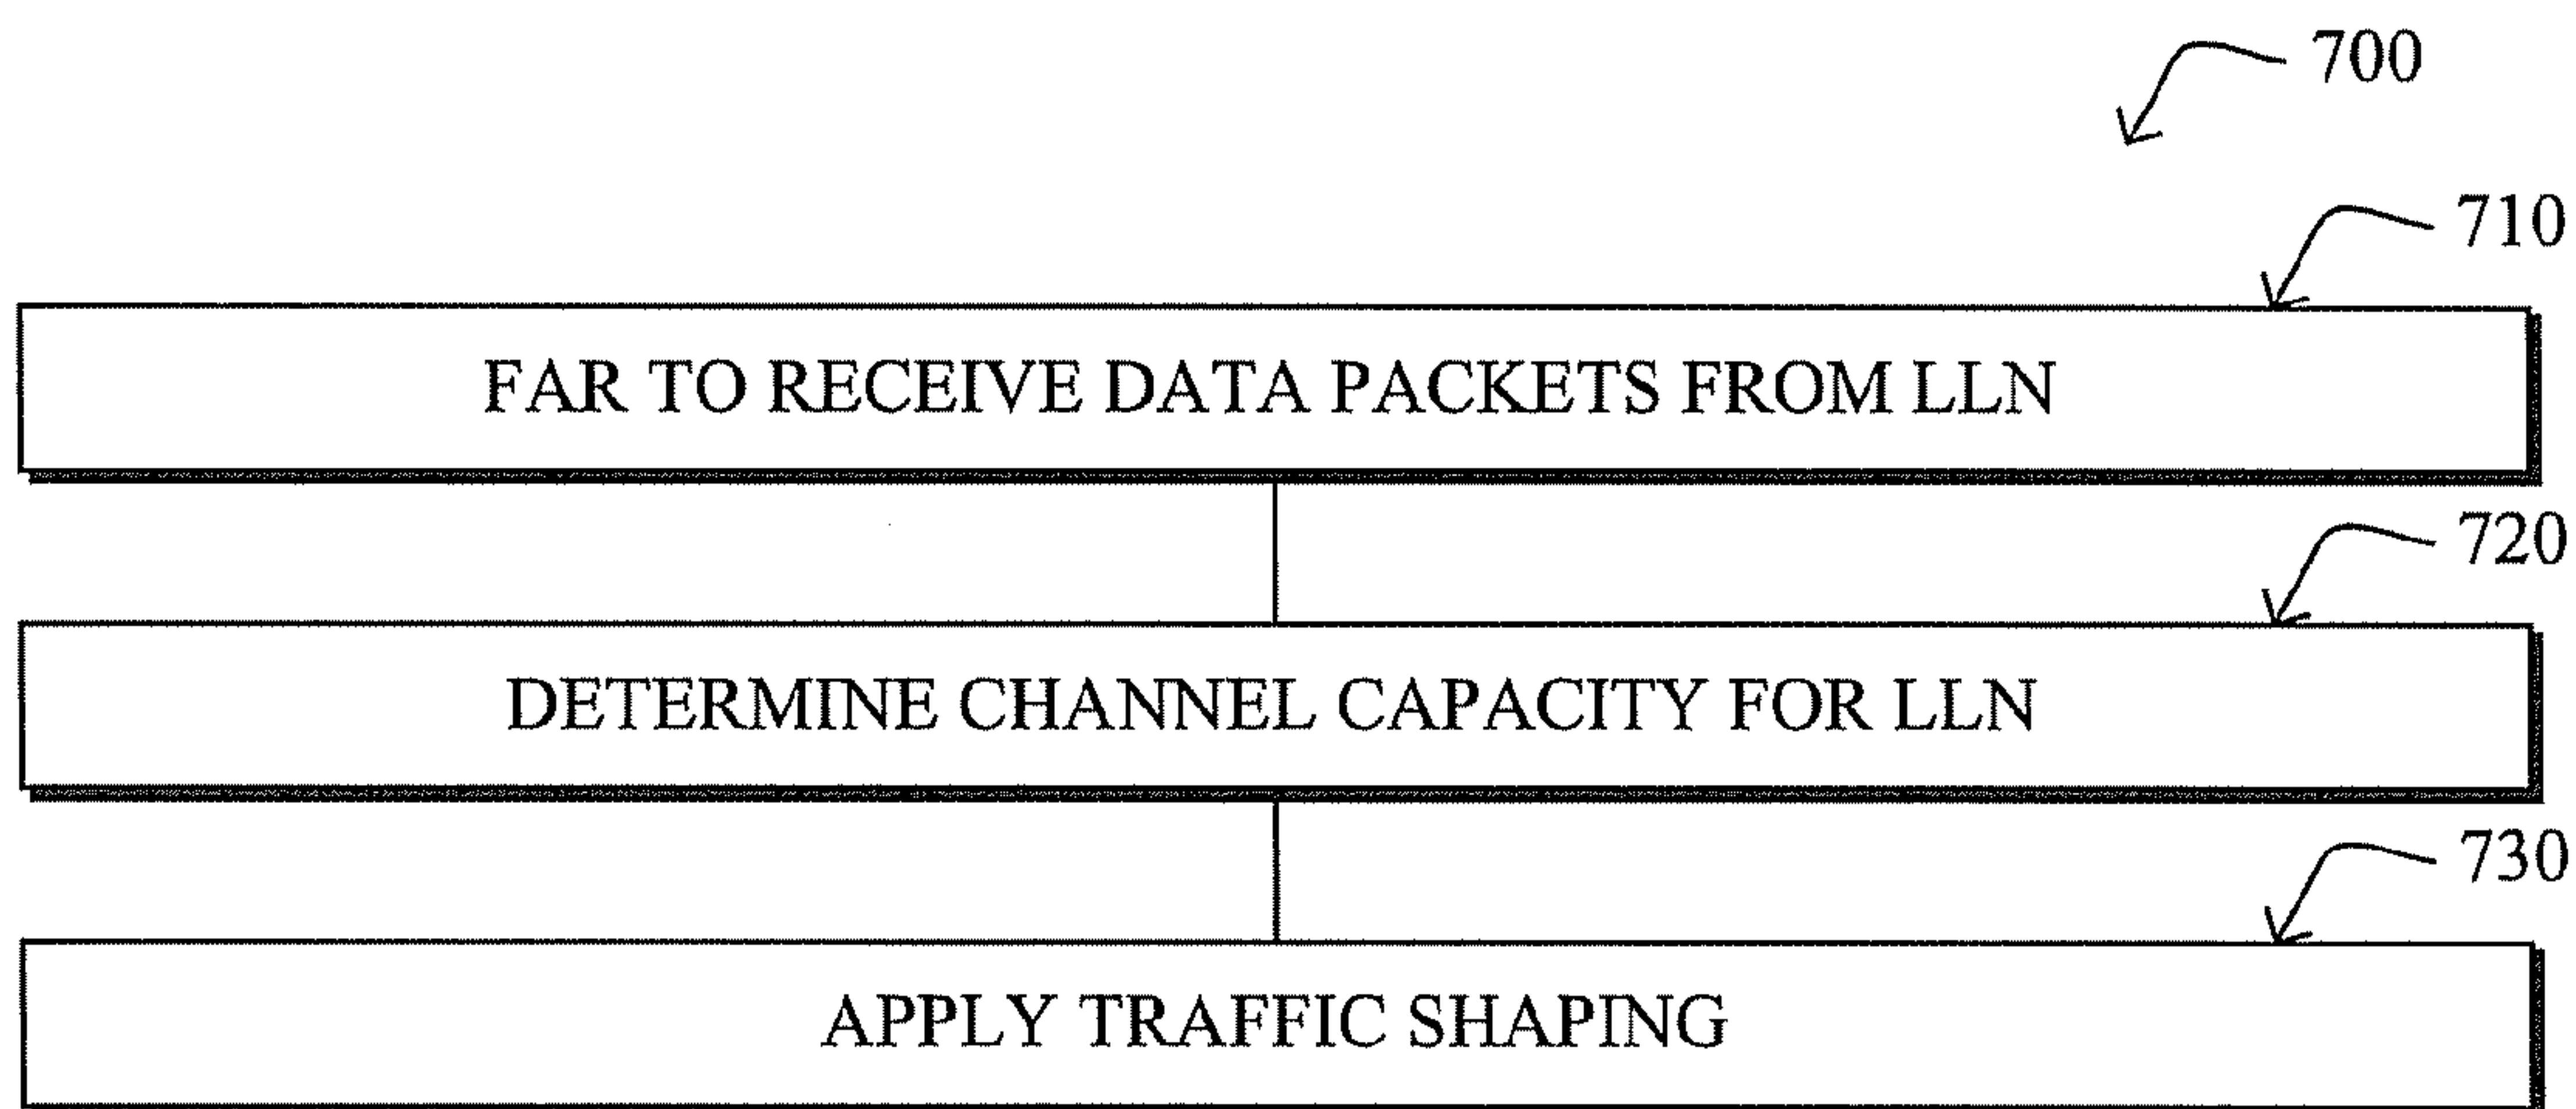 700
710
FAR TO RECEIVE DATA PACKETS FROM LLN
720
DETERMINE CHANNEL CAPACITY FOR LLN
730
APPLY TRAFFIC SHAPING